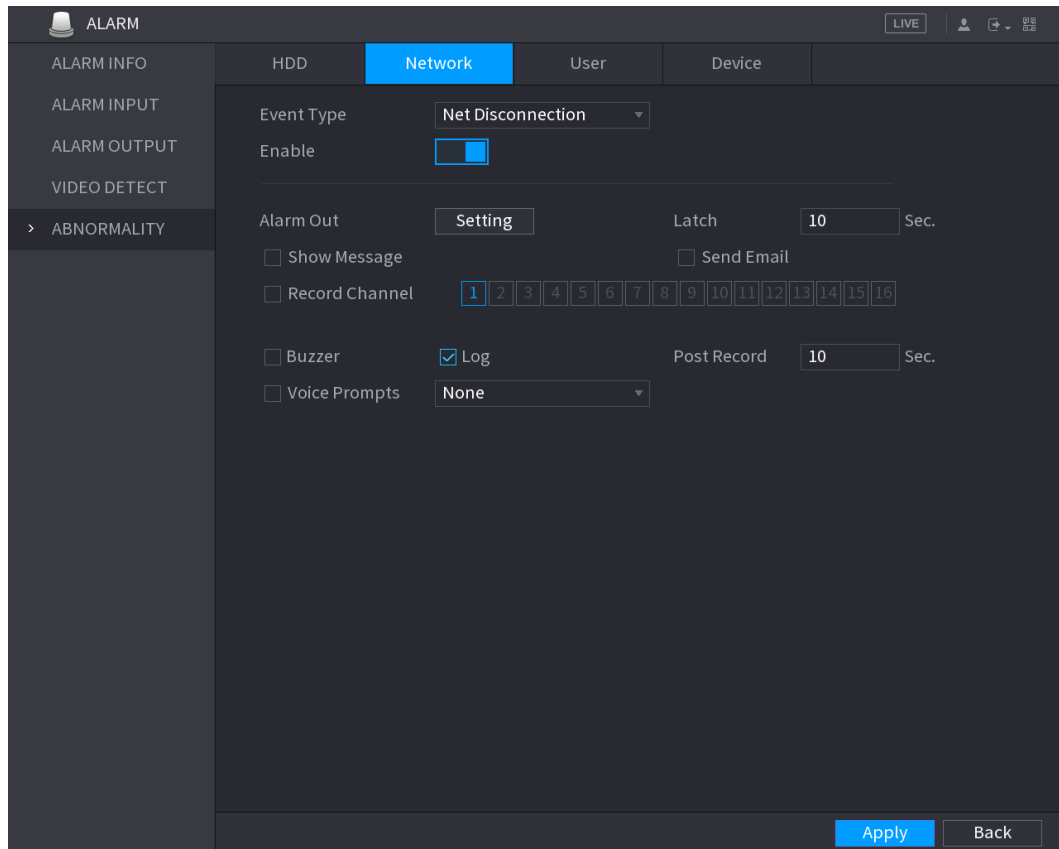 ALARM LIVE
ALARM INFO
ALARM INPUT
ALARM OUTPUT
VIDEO DETECT
> ABNORMALITY
HDD Network User Device
Event Type Net Disconnection
Enable
Alarm Out Setting Latch 10 Sec.
Show Message Send Email
Record Channel 1 2 3 4 5 6 7 8 9 10 11 12 13 14 15 16
Buzzer Log Post Record 10 Sec.
Voice Prompts None
Apply Back